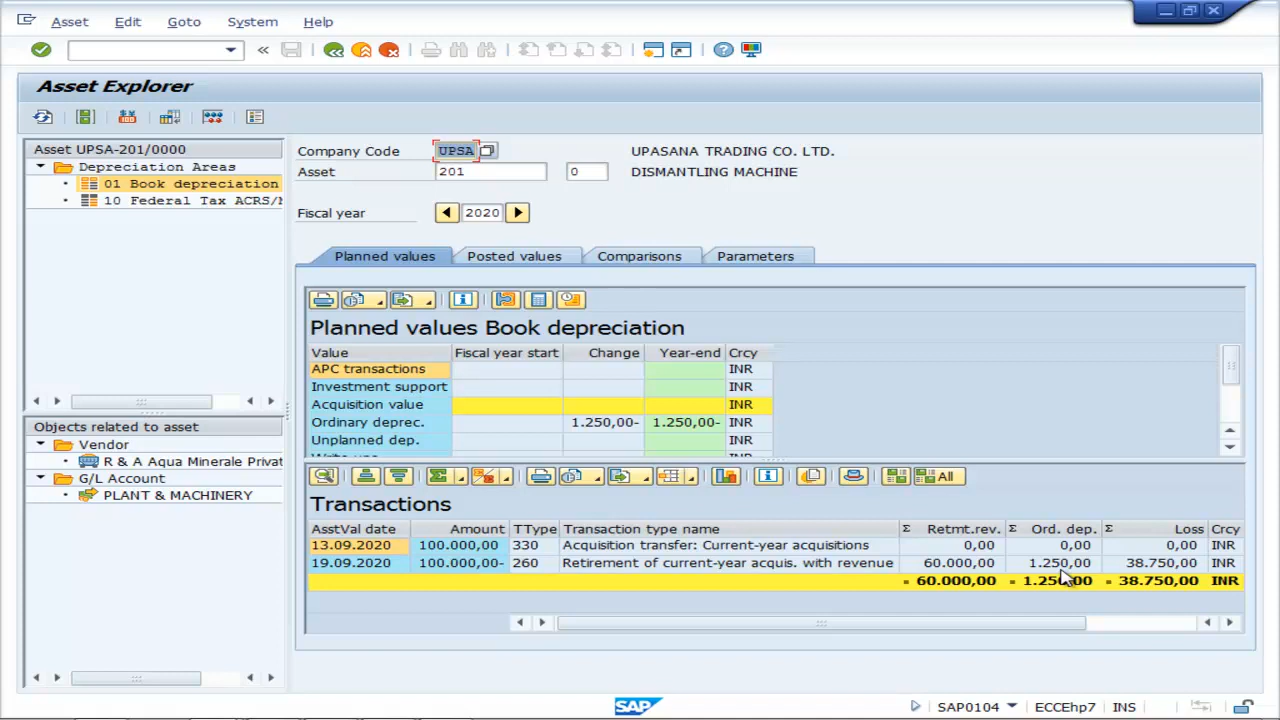 Asset Edit Goto System Help
Asset Explorer
Asset UPSA-201/0000
Depreciation Areas
01 Book depreciation
10 Federal Tax ACRS/
Objects related to asset
Vendor
R & A Aqua Minerale Privat
G/L Account
PLANT & MACHINERY
Company Code UPSA UPASANA TRADING CO. LTD.
Asset 201 0 DISMANTLING MACHINE
Fiscal year 2020
Planned values Posted values Comparisons Parameters
Planned values Book depreciation
Value Fiscal year start Change Year-end Crcy
APC transactions INR
Investment support INR
Acquisition value INR
Ordinary deprec. 1.250,00- 1.250,00- INR
Unplanned dep. INR
All
Transactions
AsstVal date Amount TType Transaction type name Σ Retmt.rev. Σ Ord. dep. Σ Loss Crcy
13.09.2020 100.000,00 330 Acquisition transfer: Current-year acquisitions 0,00 0,00 0,00 INR
19.09.2020 100.000,00- 260 Retirement of current-year acquis. with revenue 60.000,00 1.250,00 38.750,00 INR
60.000,00 1.250,00 38.750,00 INR
SAP SAP0104 ECCEhp7 INS